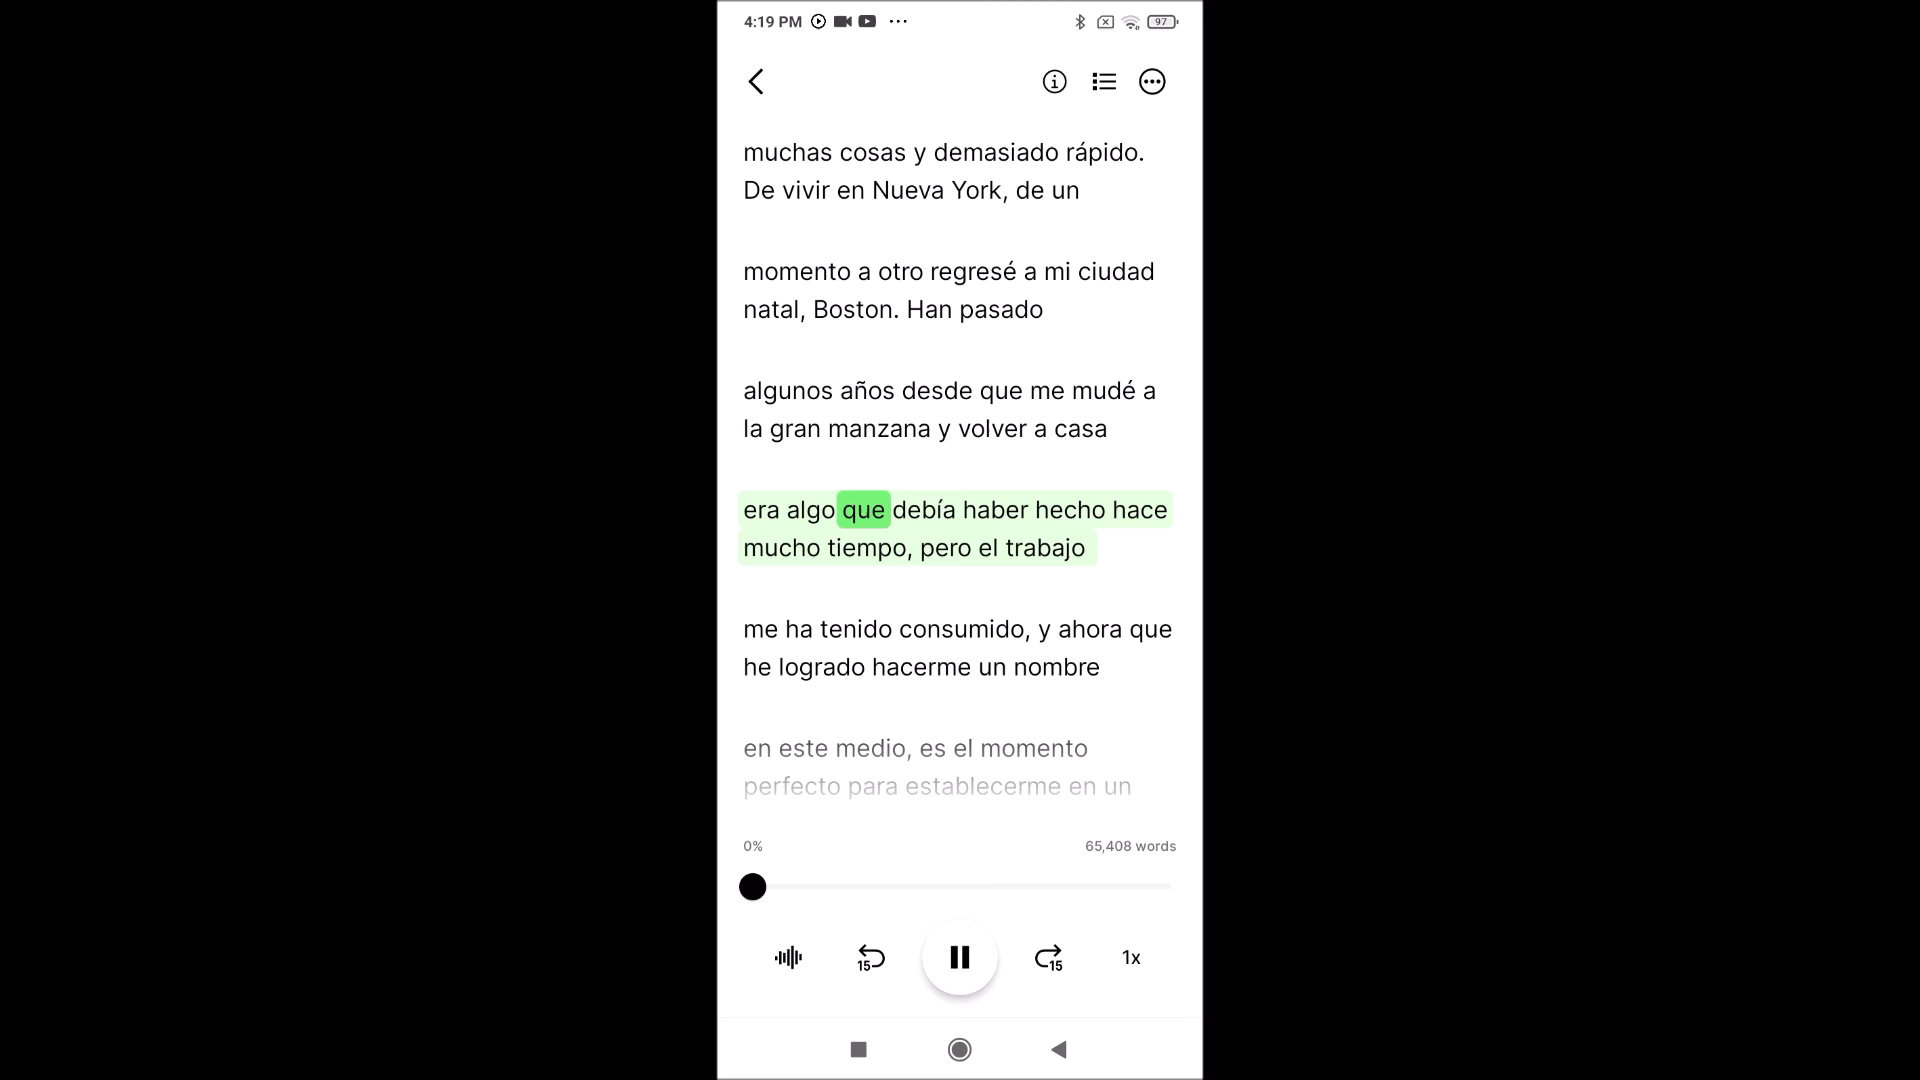 4:19 PM
97
muchas cosas y demasiado rápido.
De vivir en Nueva York, de un
momento a otro regresé a mi ciudad
natal, Boston. Han pasado
algunos años desde que me mudé a
la gran manzana y volver a casa
era algo que debía haber hecho hace
mucho tiempo, pero el trabajo
me ha tenido consumido, y ahora que
he logrado hacerme un nombre
en este medio, es el momento
perfecto para establecerme en un
0%
65,408 words
15
15
1x